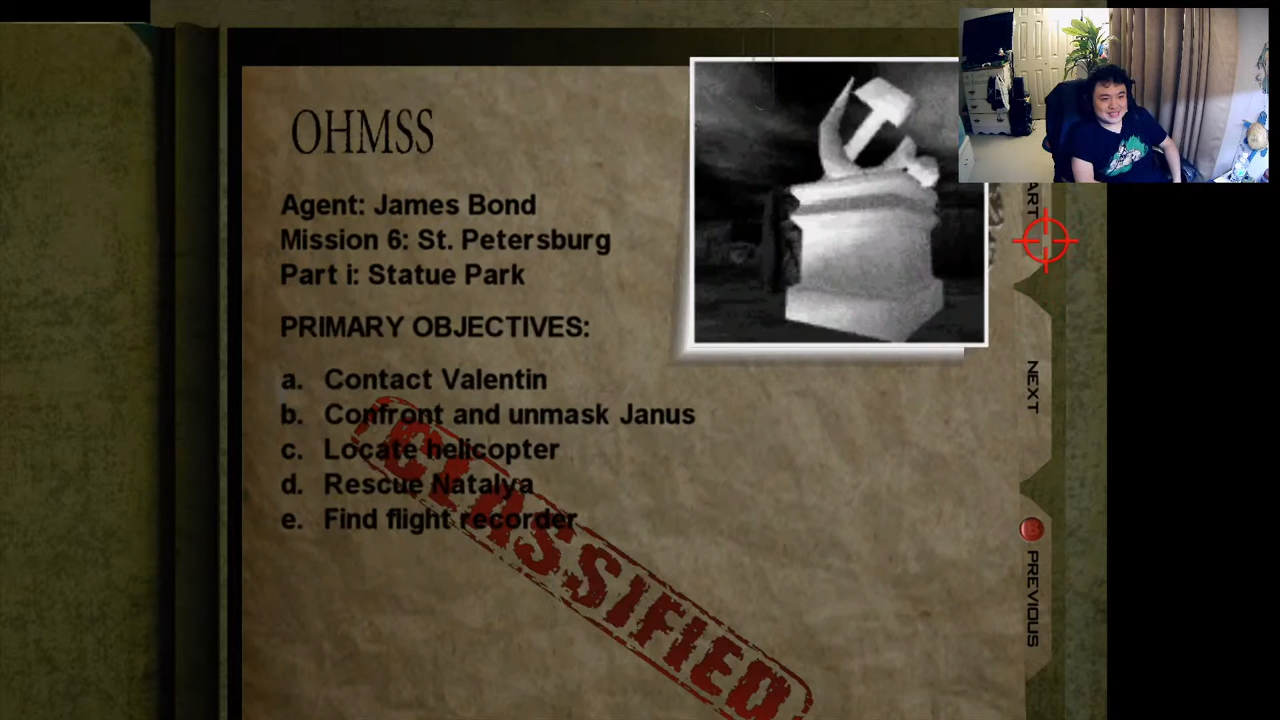 OHMSS
Agent: James Bond
Mission 6: St. Petersburg
Part i: Statue Park
PRIMARY OBJECTIVES:
a. Contact Valentin
b. Confront and unmask Janus
c. Locate helicopter
d. Rescue Natalya
e. Find flight recorder
CLASSIFIED
ART
NEXT
PREVIOUS